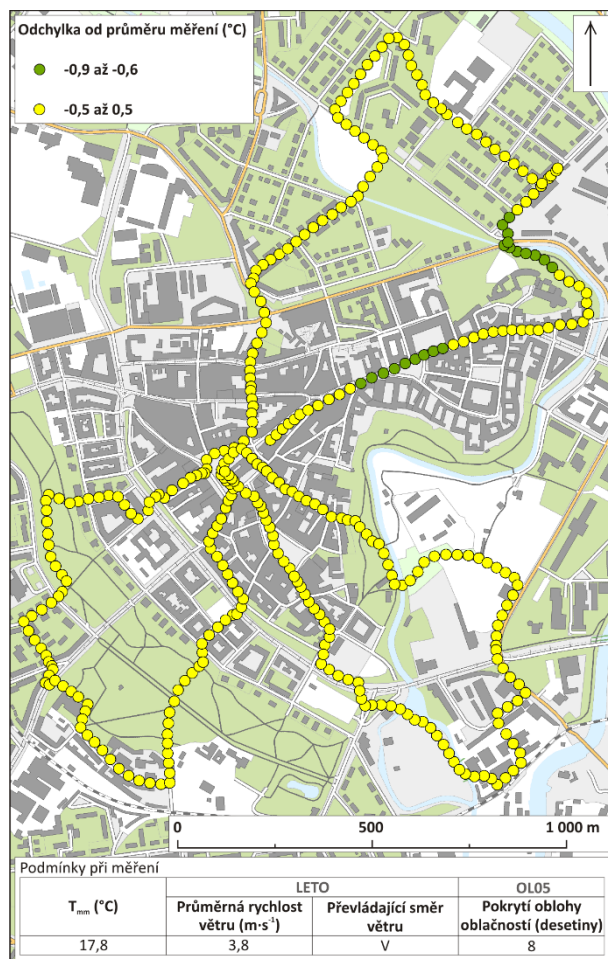 Odchylka od průměru měření (°C)
-0,9 až -0,6
-0,5 až 0,5
0 500 1 000 m
Podmínky při měření
LETO OL05
Tmm (°C) Průměrná rychlost větru (m·s⁻¹) Převládající směr větru Pokrytí oblohy oblačností (desetiny)
17,8 3,8 V 8